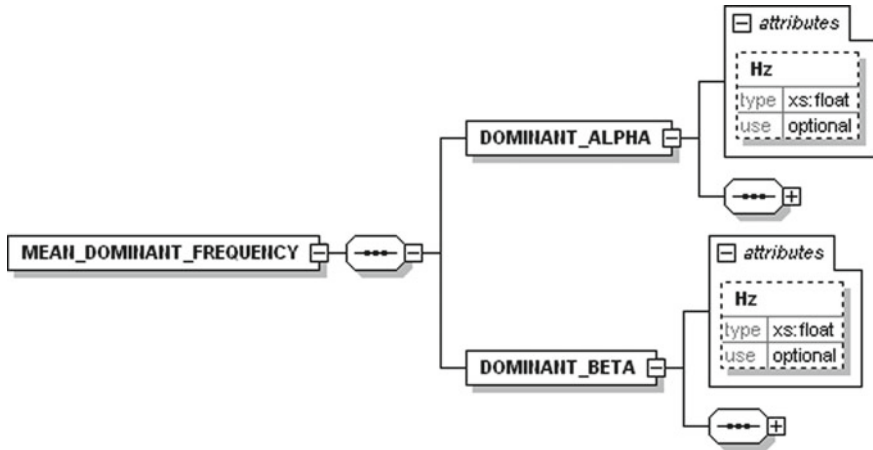 attributes
Hz
type xs:float
use optional
DOMINANT_ALPHA
MEAN_DOMINANT_FREQUENCY
attributes
Hz
type xs:float
use optional
DOMINANT_BETA